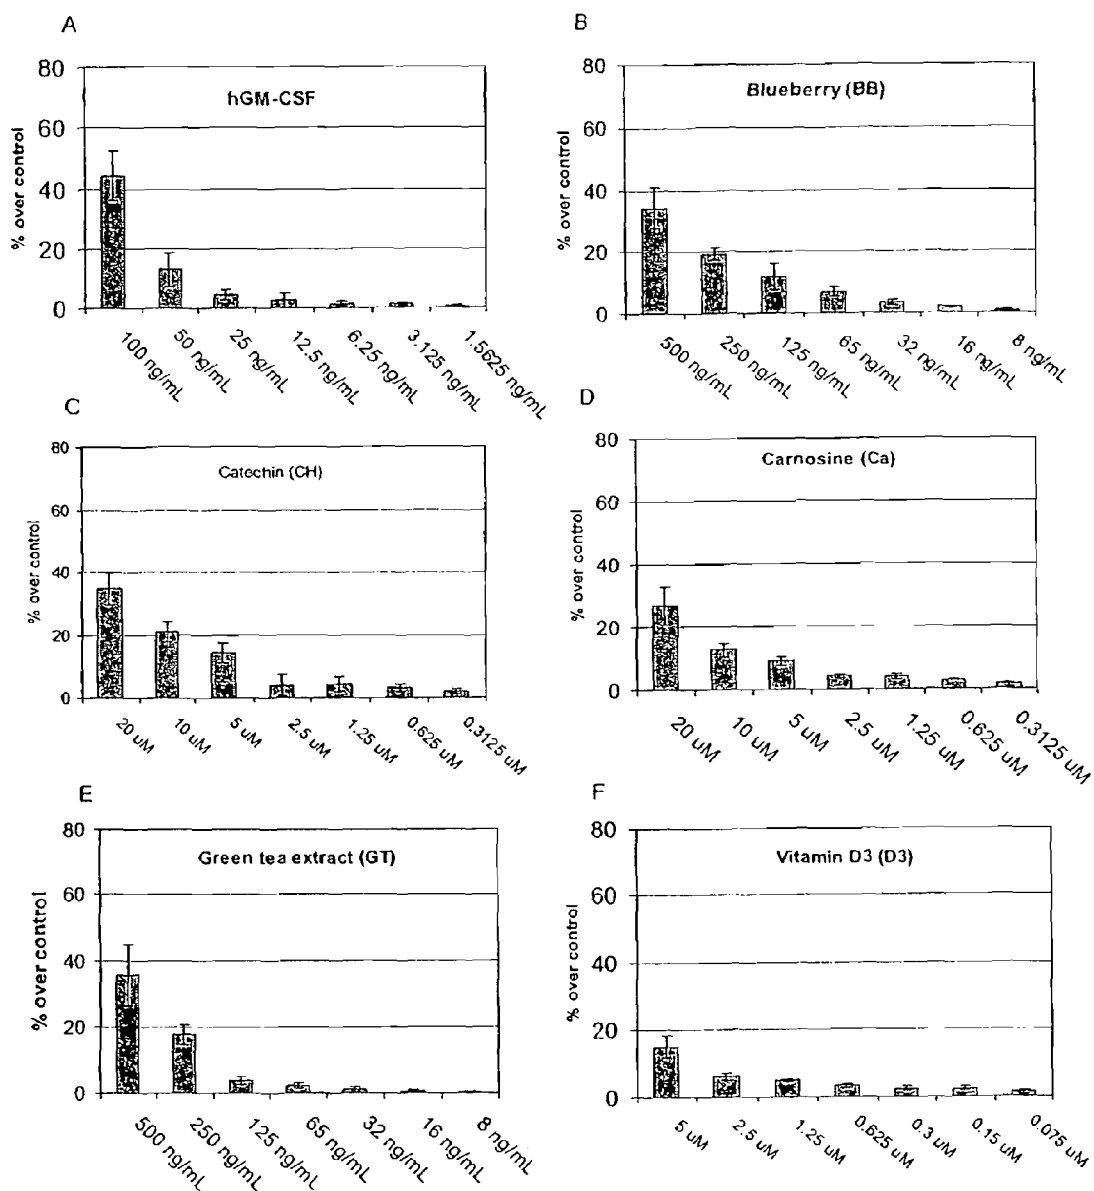 A
hGM-CSF
% over control
80
60
40
20
0
100 ng/mL
50 ng/mL
25 ng/mL
12.5 ng/mL
6.25 ng/mL
3.125 ng/mL
1.5625 ng/mL
B
Blueberry (BB)
% over control
80
60
40
20
0
500 ng/mL
250 ng/mL
125 ng/mL
65 ng/mL
32 ng/mL
16 ng/mL
8 ng/mL
C
Catechin (CH)
% over control
80
60
40
20
0
20 uM
10 uM
5 uM
2.5 uM
1.25 uM
0.625 uM
0.3125 uM
D
Carnosine (Ca)
% over control
80
60
40
20
0
20 uM
10 uM
5 uM
2.5 uM
1.25 uM
0.625 uM
0.3125 uM
E
Green tea extract (GT)
% over control
80
60
40
20
0
500 ng/mL
250 ng/mL
125 ng/mL
65 ng/mL
32 ng/mL
16 ng/mL
8 ng/mL
F
Vitamin D3 (D3)
% over control
80
60
40
20
0
5 uM
2.5 uM
1.25 uM
0.625 uM
0.3 uM
0.15 uM
0.075 uM